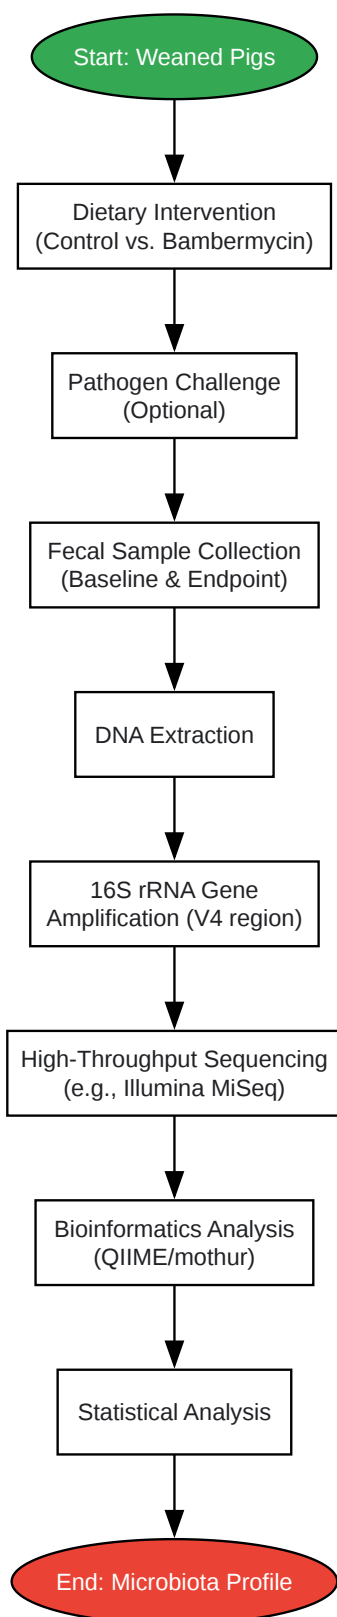 Start: Weaned Pigs
Dietary Intervention
(Control vs. Bambermycin)
Pathogen Challenge
(Optional)
Fecal Sample Collection
(Baseline & Endpoint)
DNA Extraction
16S rRNA Gene
Amplification (V4 region)
High-Throughput Sequencing
(e.g., Illumina MiSeq)
Bioinformatics Analysis
(QIIME/mothur)
Statistical Analysis
End: Microbiota Profile